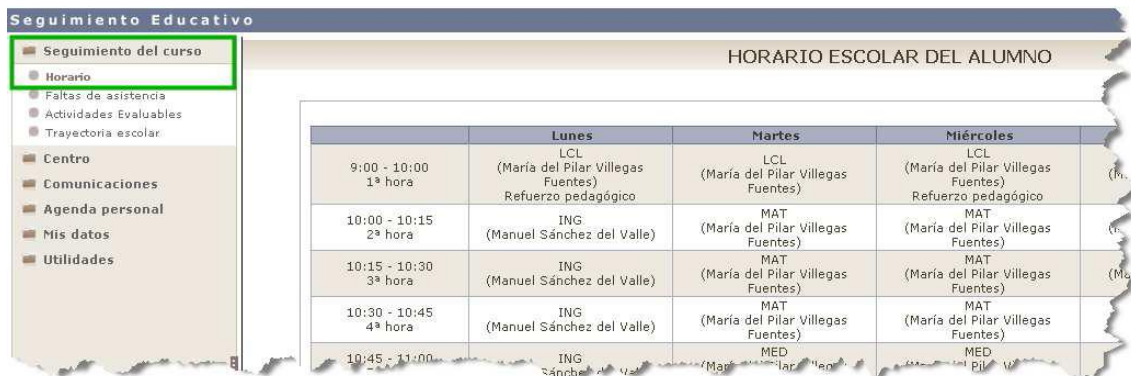 Seguimiento Educativo
Seguimiento del curso
Horario
Faltas de asistencia
Actividades Evaluables
Trayectoria escolar
Centro
Comunicaciones
Agenda personal
Mis datos
Utilidades
HORARIO ESCOLAR DEL ALUMNO
Lunes Martes Miércoles
9:00 - 10:00
1ª hora
LCL
(María del Pilar Villegas
Fuentes)
Refuerzo pedagógico
LCL
(María del Pilar Villegas
Fuentes)
LCL
(María del Pilar Villegas
Fuentes)
Refuerzo pedagógico
10:00 - 10:15
2ª hora
ING
(Manuel Sánchez del Valle)
MAT
(María del Pilar Villegas
Fuentes)
MAT
(María del Pilar Villegas
Fuentes)
10:15 - 10:30
3ª hora
ING
(Manuel Sánchez del Valle)
MAT
(María del Pilar Villegas
Fuentes)
MAT
(María del Pilar Villegas
Fuentes)
10:30 - 10:45
4ª hora
ING
(Manuel Sánchez del Valle)
MAT
(María del Pilar Villegas
Fuentes)
MAT
(María del Pilar Villegas
Fuentes)
10:45 - 11:00
ING
MED
MED